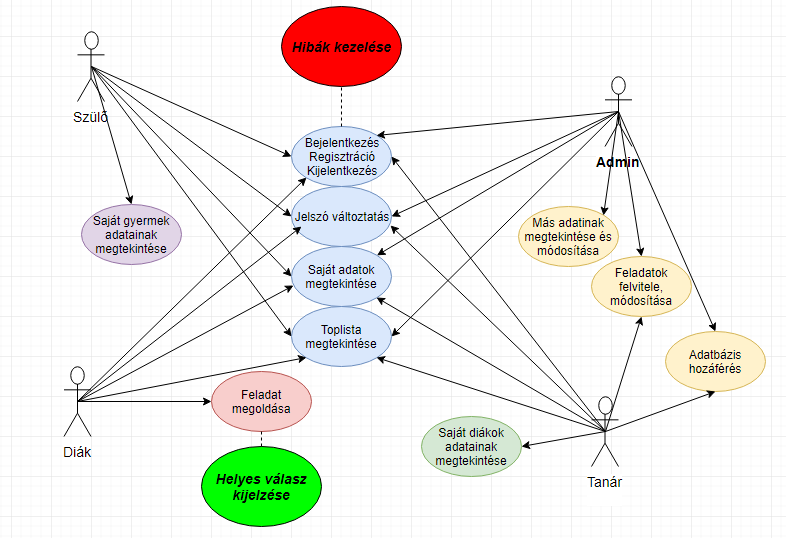 Hibák kezelése
Szülő
Bejelentkezés
Regisztráció
Kijelentkezés
Admin
Jelszó változtatás
Saját gyermek
adatainak
megtekintése
Más adatinak
megtekintése és
módosítása
Saját adatok
megtekintése
Feladatok
felvitele,
módosítása
Toplista
megtekintése
Adatbázis
hozáférés
Feladat
megoldása
Diák
Saját diákok
adatainak
megtekintése
Helyes válasz
kijelzése
Tanár